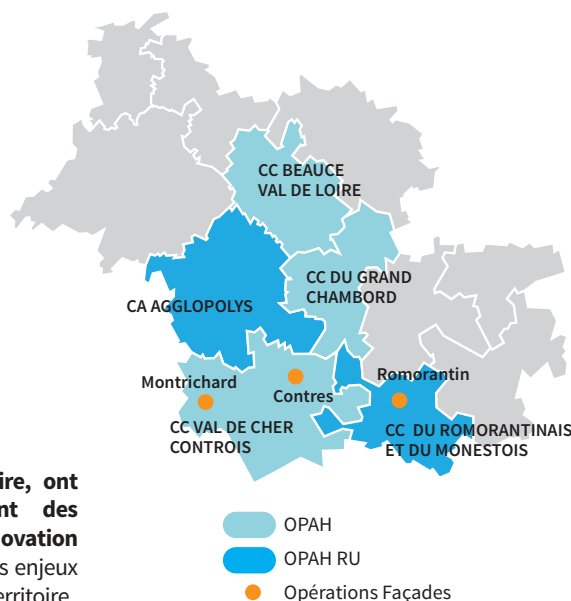 CC BEAUCE
VAL DE LOIRE
CC DU GRAND
CHAMBORD
CA AGGLOPOLYS
Montrichard
Contres
Romorantin
CC VAL DE CHER
CONTROIS
CC DU ROMORANTINAIS
ET DU MONESTOIS
ire, ont
nt des
ovation
s enjeux
erritoire
OPAH
OPAH RU
Opérations Façades